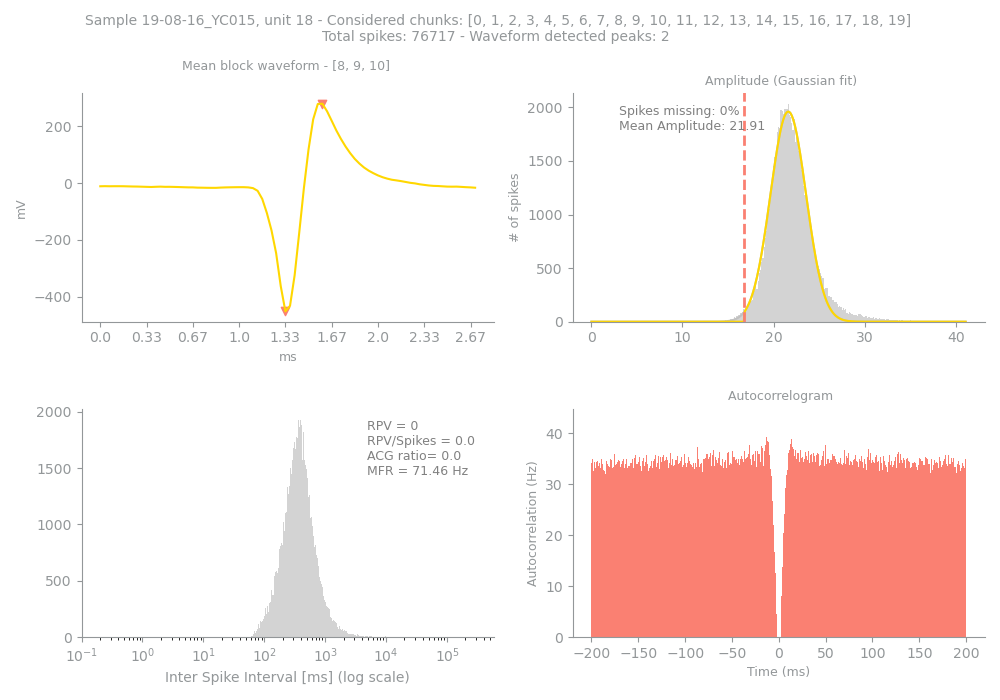 Sample 19-08-16_YC015, unit 18 - Considered chunks: [0, 1, 2, 3, 4, 5, 6, 7, 8, 9, 10, 11, 12, 13, 14, 15, 16, 17, 18, 19]
Total spikes: 76717 - Waveform detected peaks: 2
Mean block waveform - [8, 9, 10]
200
0
−200
−400
mV
0.0 0.33 0.67 1.0 1.33 1.67 2.0 2.33 2.67
ms
Amplitude (Gaussian fit)
Spikes missing: 0%
Mean Amplitude: 21.91
2000
1500
1000
500
0
# of spikes
0 10 20 30 40
2000
1500
1000
500
0
RPV = 0
RPV/Spikes = 0.0
ACG ratio= 0.0
MFR = 71.46 Hz
10⁻¹ 10⁰ 10¹ 10² 10³ 10⁴ 10⁵
Inter Spike Interval [ms] (log scale)
Autocorrelogram
40
30
20
10
0
Autocorrelation (Hz)
−200 −150 −100 −50 0 50 100 150 200
Time (ms)